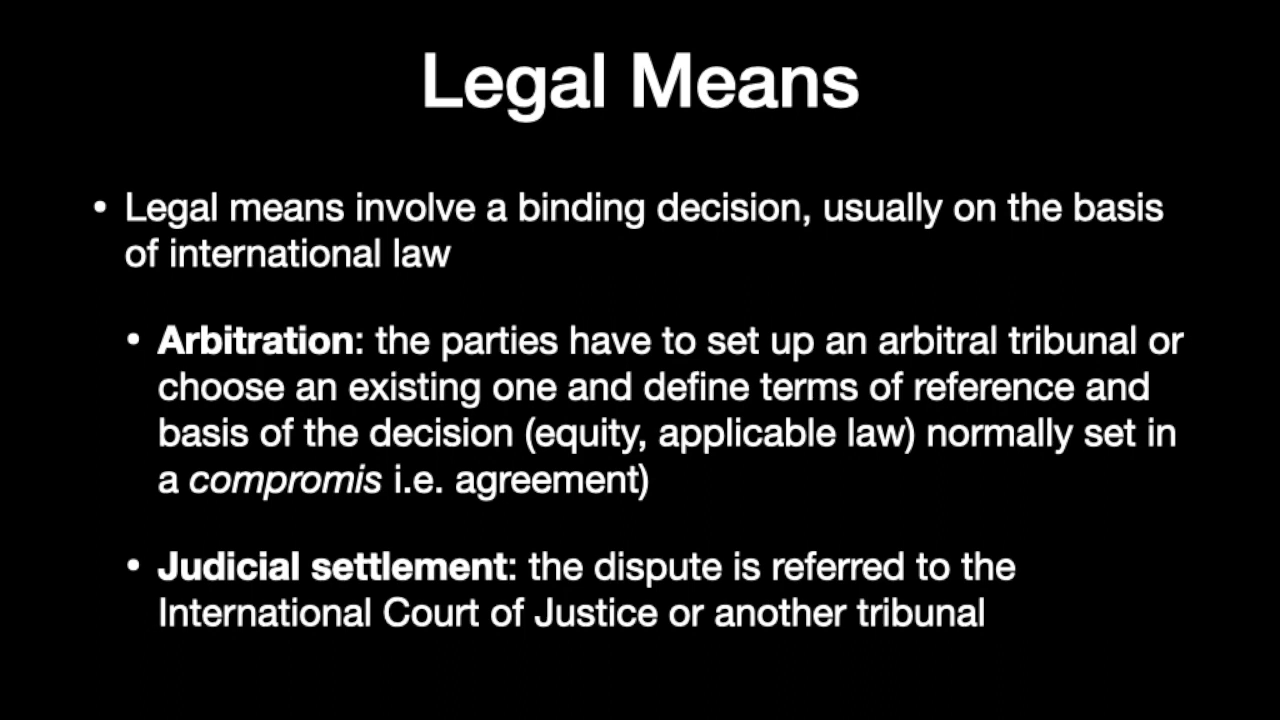 Legal Means
• Legal means involve a binding decision, usually on the basis
of international law
• Arbitration: the parties have to set up an arbitral tribunal or
choose an existing one and define terms of reference and
basis of the decision (equity, applicable law) normally set in
a compromis i.e. agreement)
• Judicial settlement: the dispute is referred to the
International Court of Justice or another tribunal